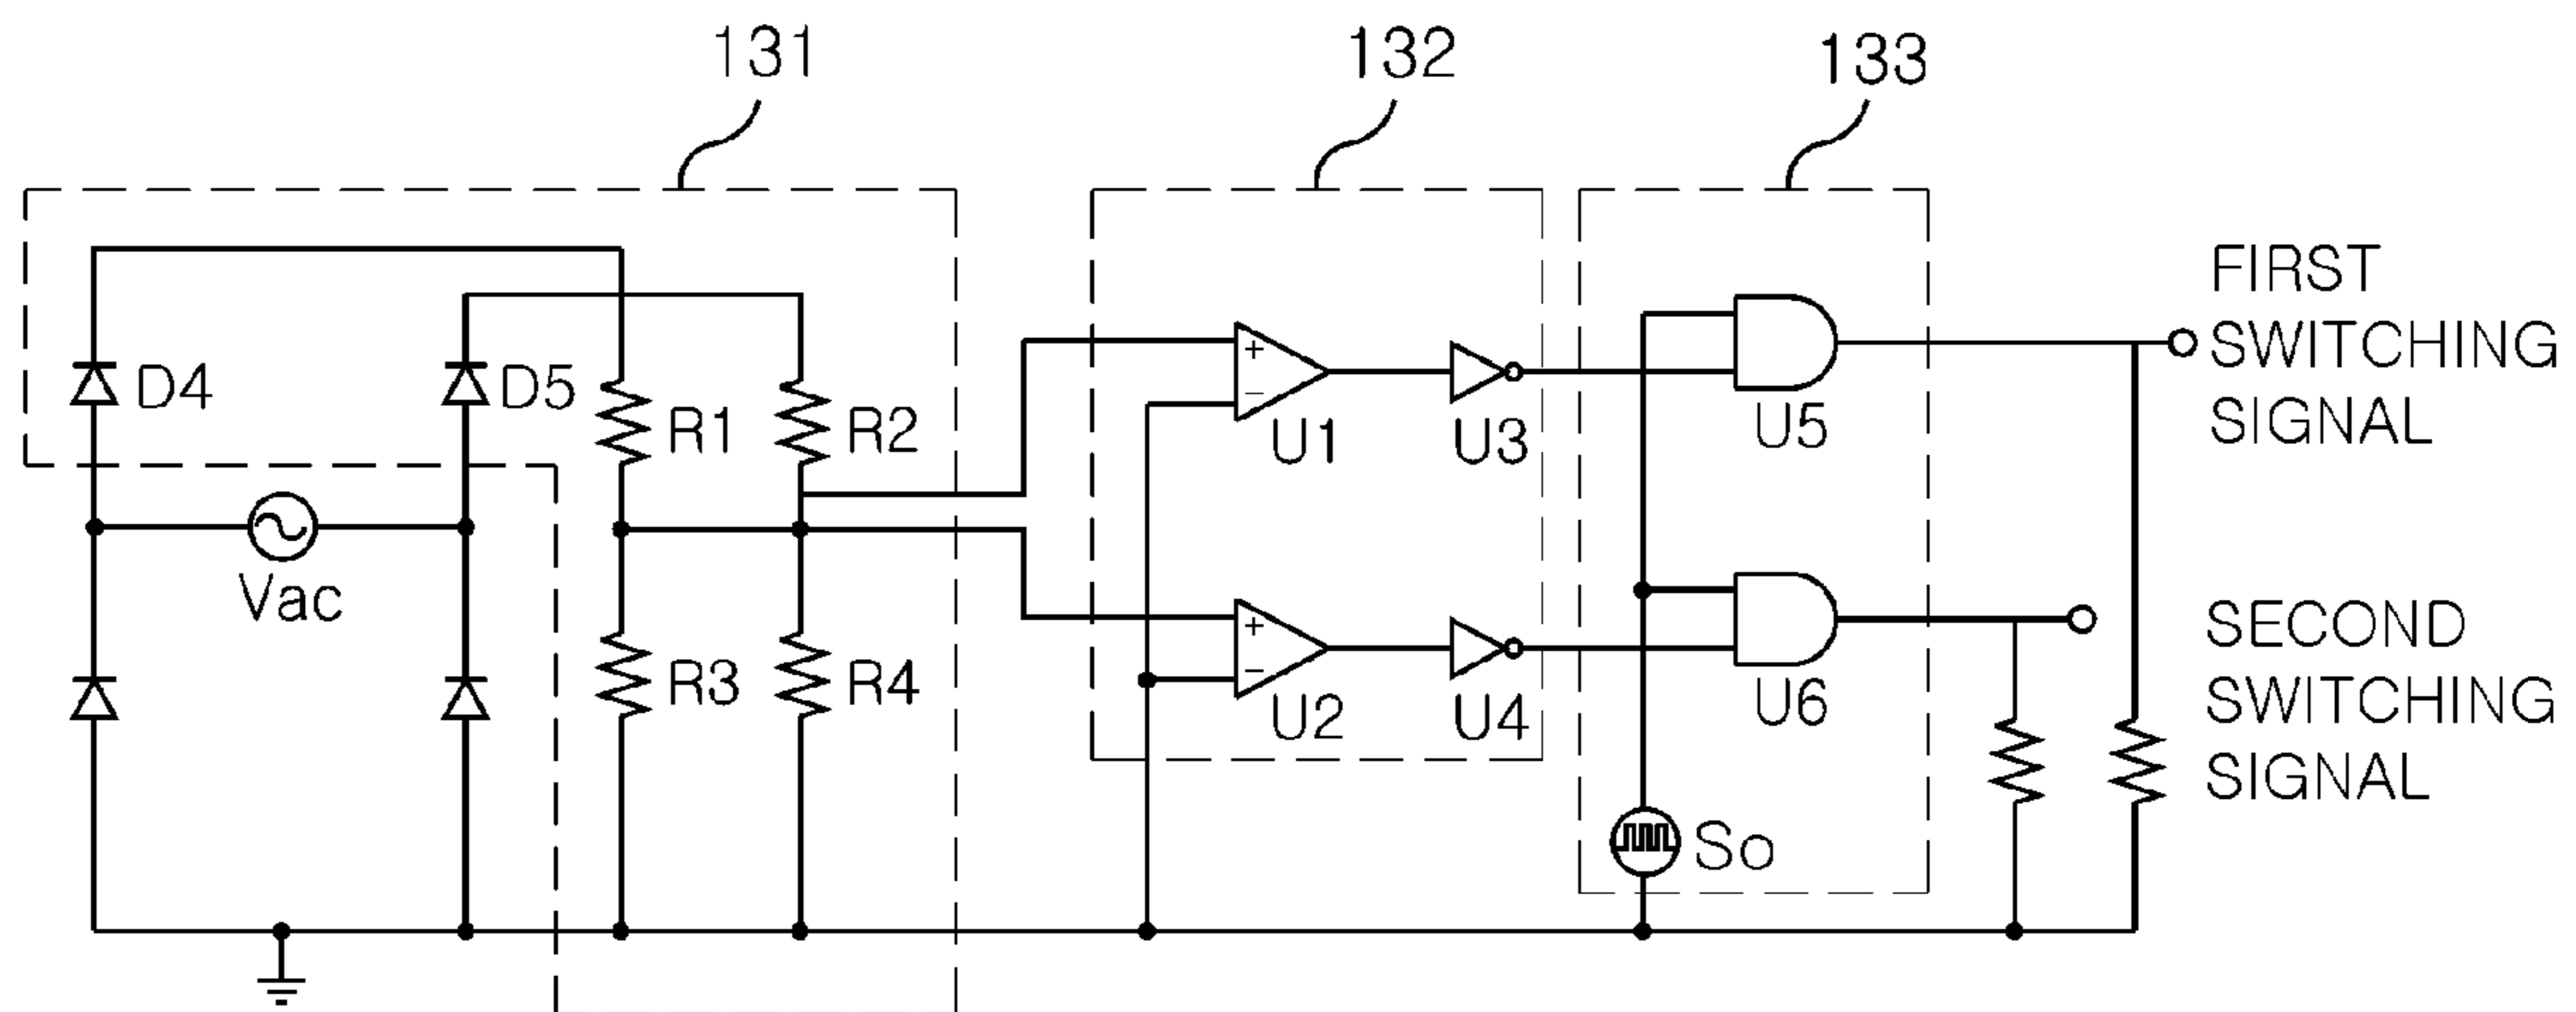 131
132
133
D4
D5
R1
R2
Vac
R3
R4
+
−
U1
U3
+
−
U2
U4
U5
U6
So
FIRST
SWITCHING
SIGNAL
SECOND
SWITCHING
SIGNAL